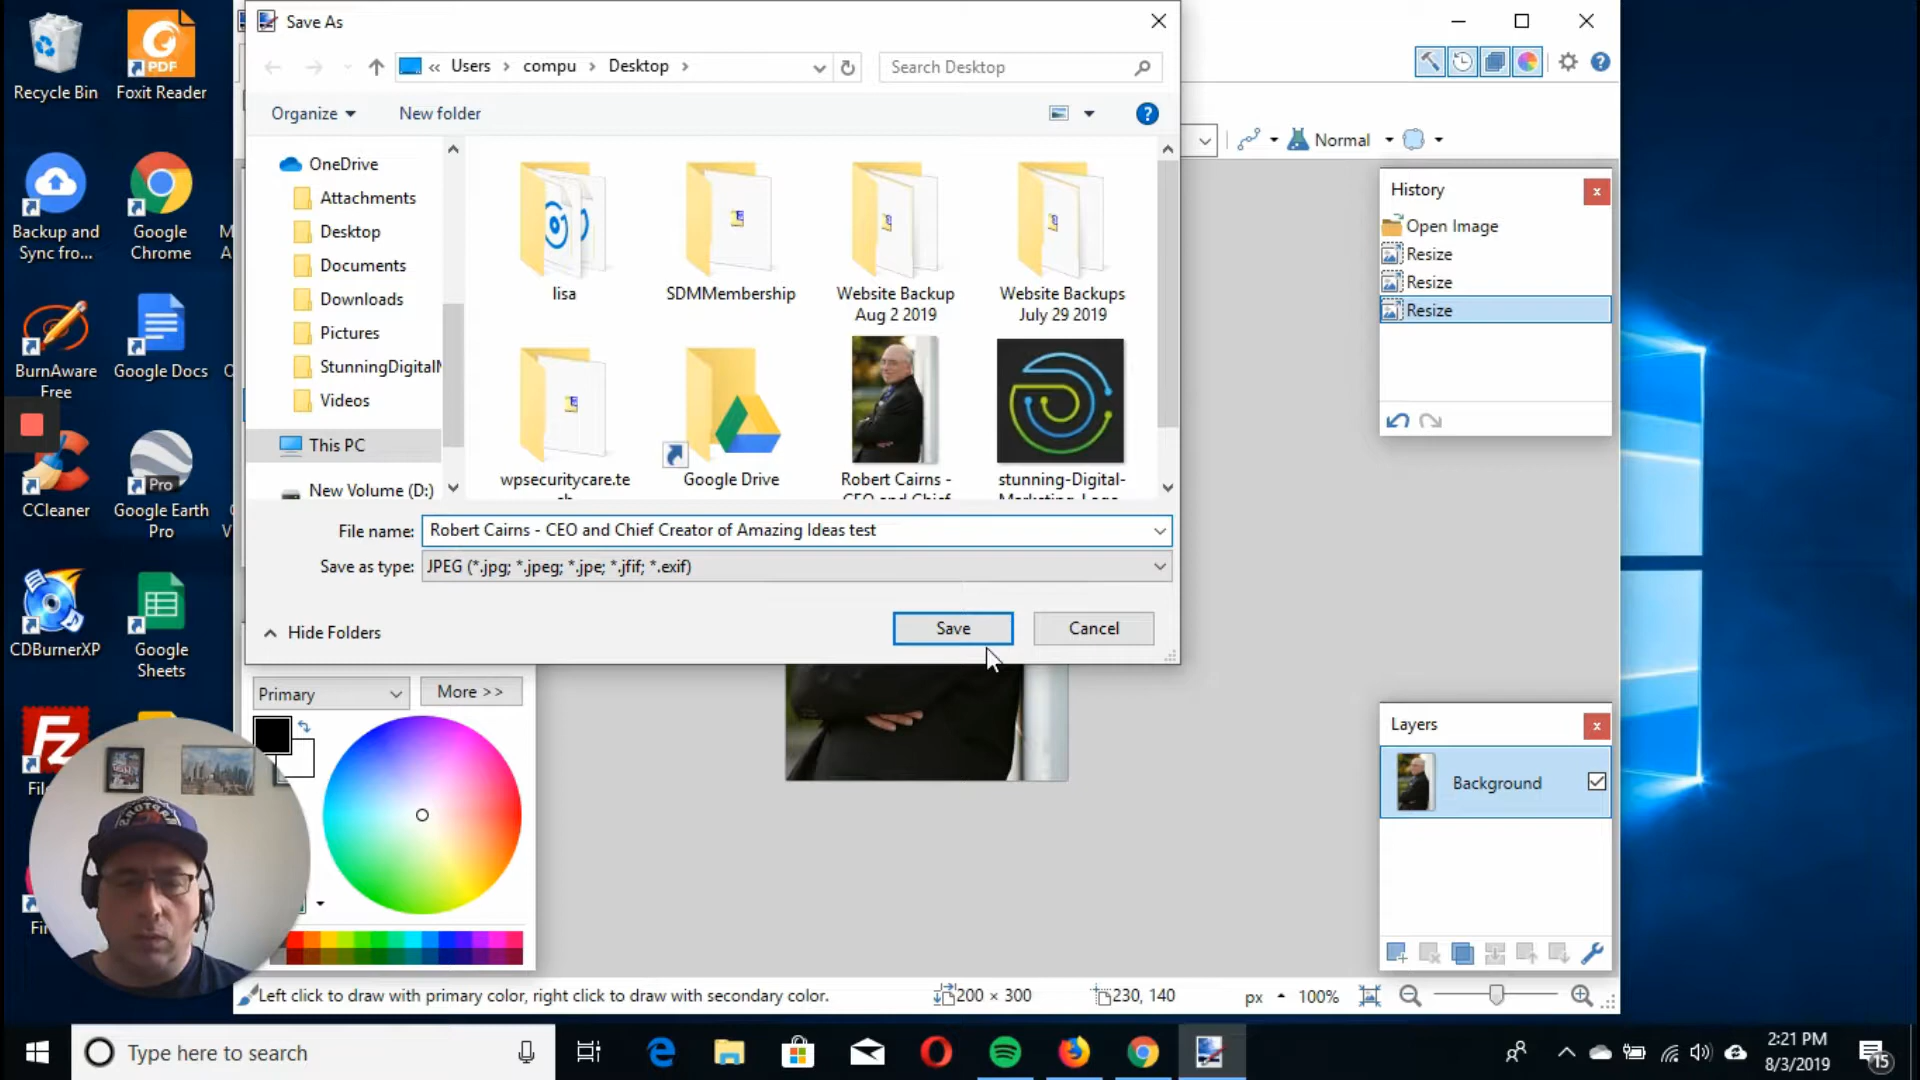 Save As
Recycle Bin
Foxit Reader
« Users > compu > Desktop >
Search Desktop
Organize
New folder
Normal
OneDrive
Attachments
Desktop
Documents
Downloads
Pictures
StunningDigital
Videos
This PC
New Volume (D:)
lisa
SDMMembership
Website Backup
Aug 2 2019
Website Backups
July 29 2019
wpsecuritycare.te
Google Drive
Robert Cairns -
CEO and Chief
stunning-Digital-
Marketing-Logo
File name:
Robert Cairns - CEO and Chief Creator of Amazing Ideas test
Save as type:
JPEG (*.jpg; *.jpeg; *.jpe; *.jfif; *.exif)
Hide Folders
Save
Cancel
History
Open Image
Resize
Resize
Resize
Backup and
Sync fro...
Google
Chrome
BurnAware
Free
Google Docs
CCleaner
Pro
Google Earth
Pro
CDBurnerXP
Google
Sheets
Fz
Primary
More >>
Layers
Background
Left click to draw with primary color, right click to draw with secondary color.
200 × 300
230, 140
px
100%
Type here to search
2:21 PM
8/3/2019
15